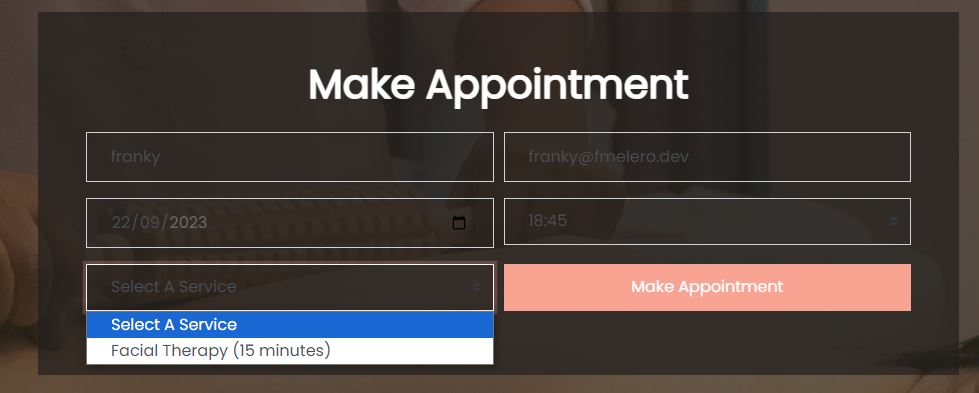 Make Appointment
franky
franky@fmelero.dev
22/09/2023
18:45
Select A Service
Make Appointment
Select A Service
Facial Therapy (15 minutes)